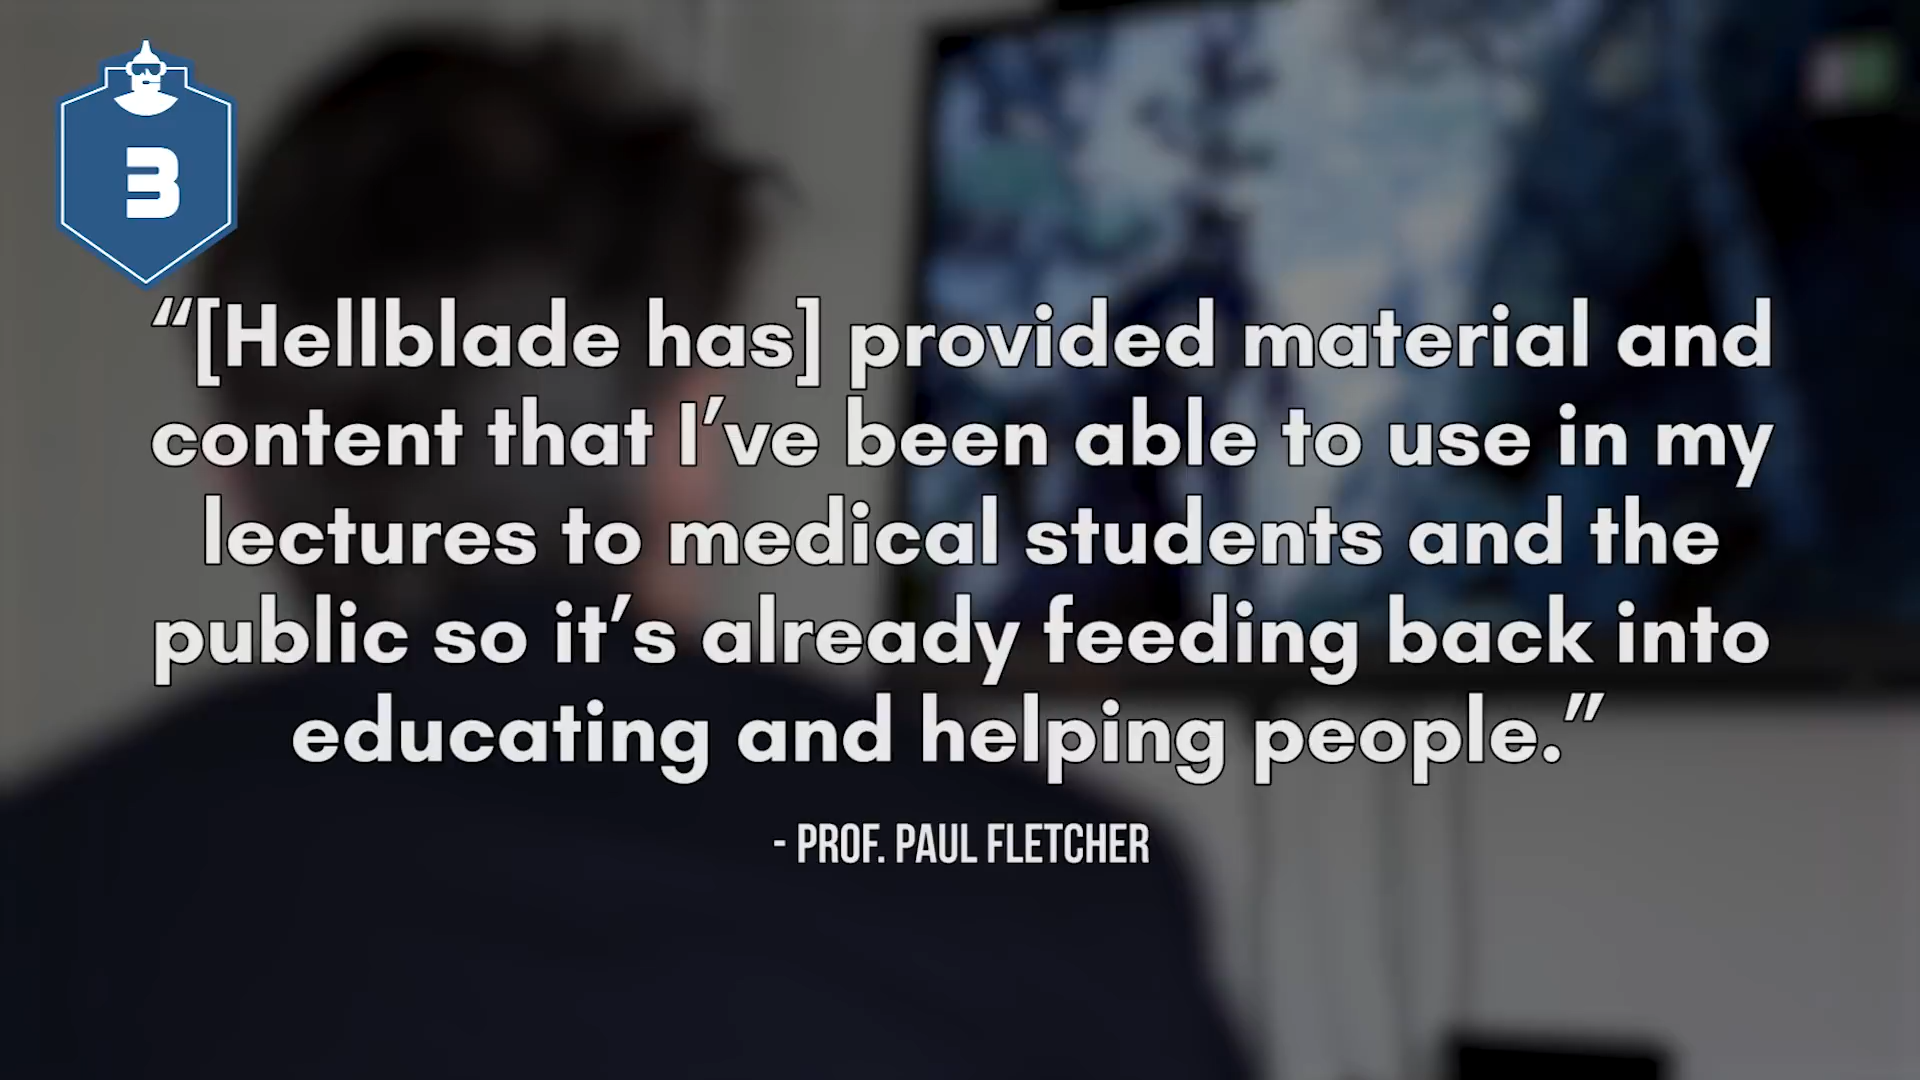 3
“[Hellblade has] provided material and
content that I’ve been able to use in my
lectures to medical students and the
public so it’s already feeding back into
educating and helping people.”
- PROF. PAUL FLETCHER